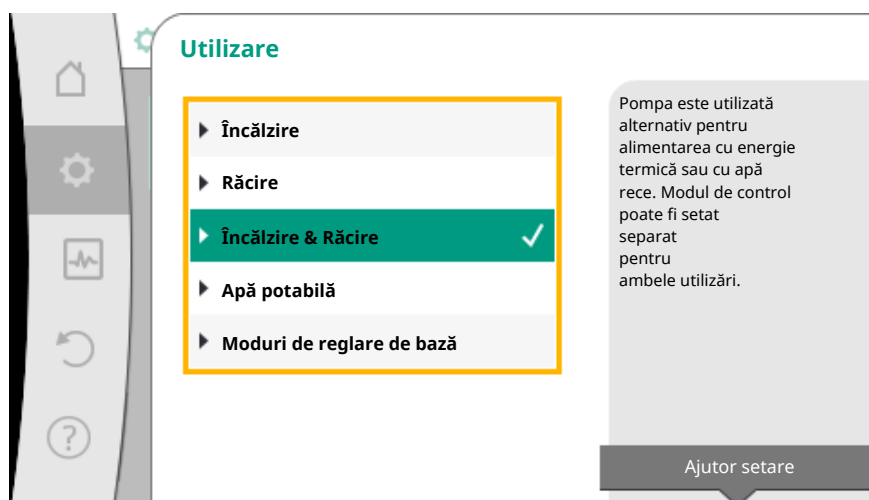 Utilizare
Încălzire
Răcire
Încălzire & Răcire
Apă potabilă
Moduri de reglare de bază
Pompa este utilizată
alternativ pentru
alimentarea cu energie
termică sau cu apă
rece. Modul de control
poate fi setat
separat
pentru
ambele utilizări.
Ajutor setare
?